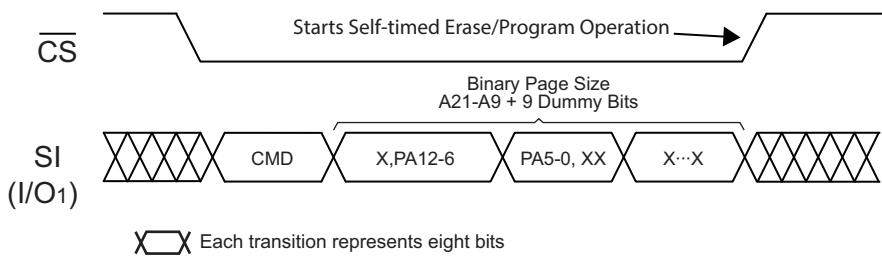 Starts Self-timed Erase/Program Operation
CS
Binary Page Size
A21-A9 + 9 Dummy Bits
SI
(I/O1)
CMD
X,PA12-6
PA5-0, XX
X···X
Each transition represents eight bits